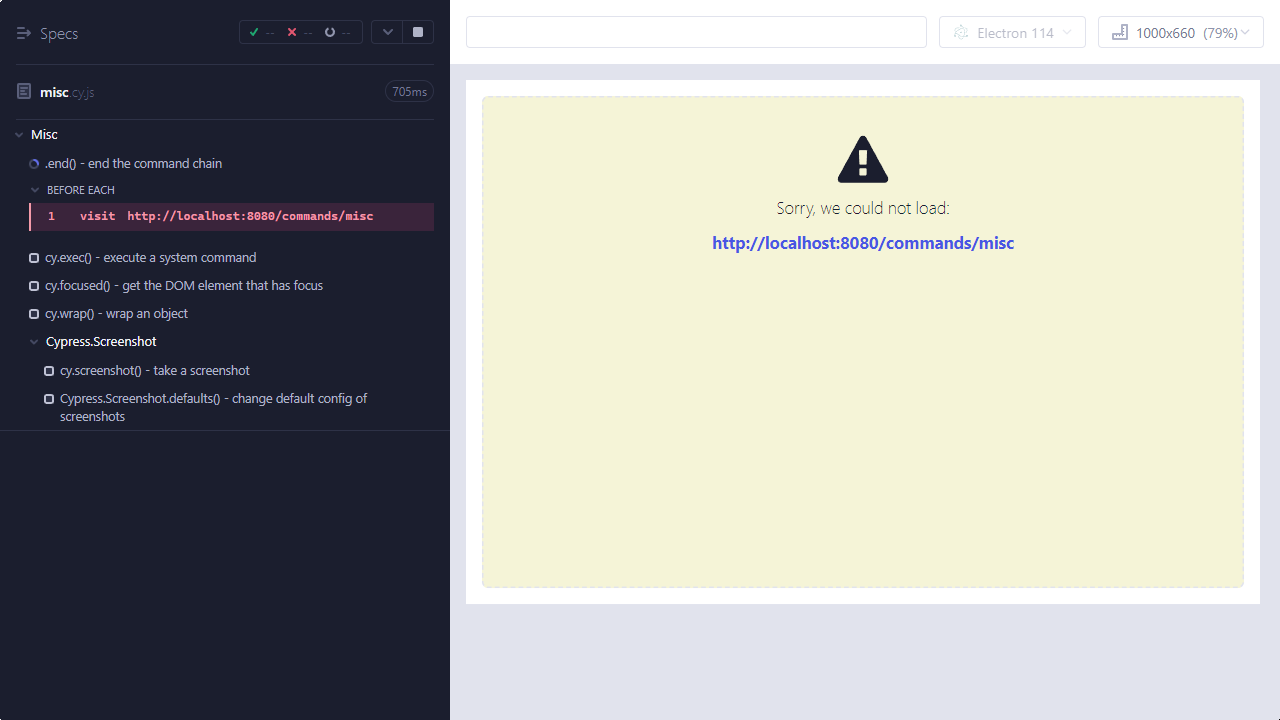 Specs
--
--
--
misc.cy.js
705ms
Misc
.end() - end the command chain
BEFORE EACH
1 visit http://localhost:8080/commands/misc
cy.exec() - execute a system command
cy.focused() - get the DOM element that has focus
cy.wrap() - wrap an object
Cypress.Screenshot
cy.screenshot() - take a screenshot
Cypress.Screenshot.defaults() - change default config of
screenshots
Electron 114
1000x660 (79%)
Sorry, we could not load:
http://localhost:8080/commands/misc